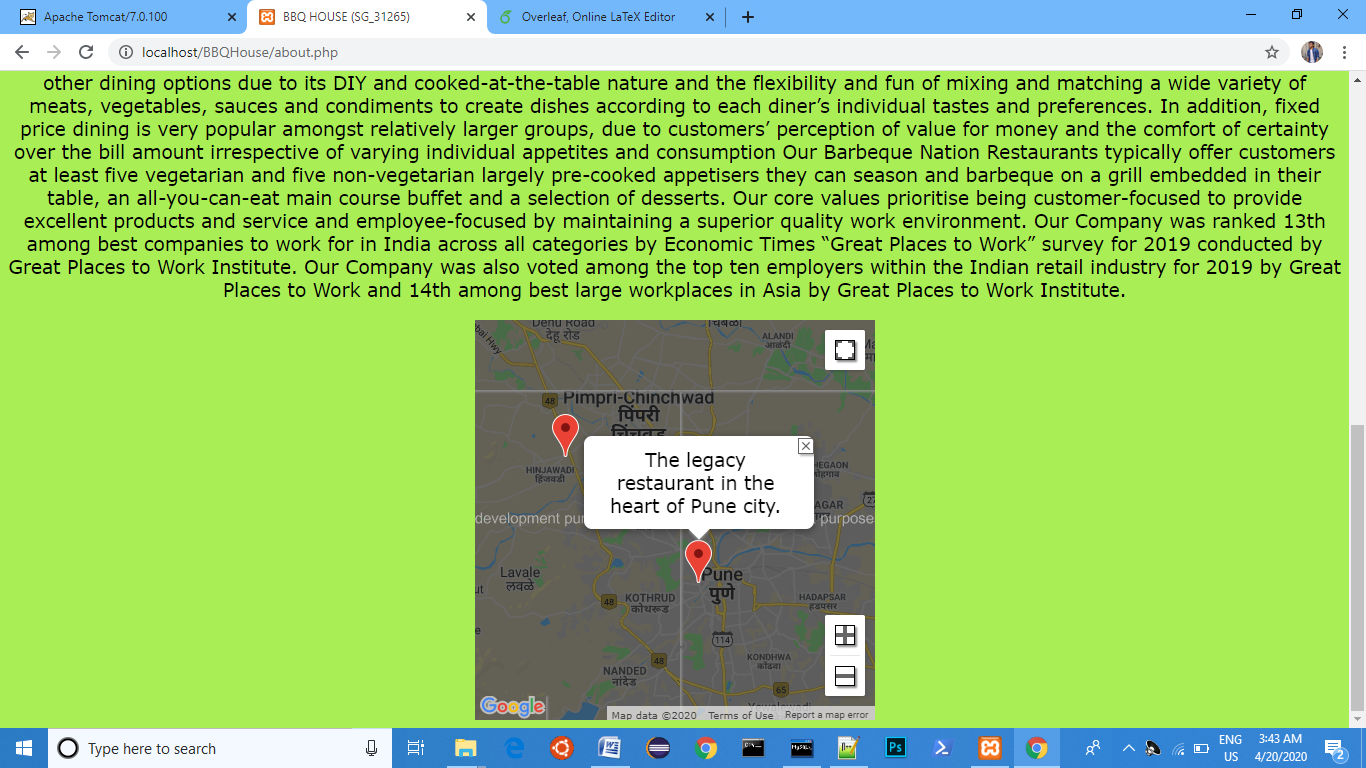 Apache Tomcat/7.0.100
BBQ HOUSE (SG_31265)
Overleaf, Online LaTeX Editor
localhost/BBQHouse/about.php
other dining options due to its DIY and cooked-at-the-table nature and the flexibility and fun of mixing and matching a wide variety of
meats, vegetables, sauces and condiments to create dishes according to each diner’s individual tastes and preferences. In addition, fixed
price dining is very popular amongst relatively larger groups, due to customers’ perception of value for money and the comfort of certainty
over the bill amount irrespective of varying individual appetites and consumption Our Barbeque Nation Restaurants typically offer customers
at least five vegetarian and five non-vegetarian largely pre-cooked appetisers they can season and barbeque on a grill embedded in their
table, an all-you-can-eat main course buffet and a selection of desserts. Our core values prioritise being customer-focused to provide
excellent products and service and employee-focused by maintaining a superior quality work environment. Our Company was ranked 13th
among best companies to work for in India across all categories by Economic Times “Great Places to Work” survey for 2019 conducted by
Great Places to Work Institute. Our Company was also voted among the top ten employers within the Indian retail industry for 2019 by Great
Places to Work and 14th among best large workplaces in Asia by Great Places to Work Institute.
Dehu Road
देहू रोड
चिंबळी
ALANDI
आळंदी
Hwy
48
Pimpri-Chinchwad
पिंपरी
चिंचवड
HINJAWADI
हिंजवडी
The legacy
restaurant in the
heart of Pune city.
development
purpose
Lavale
लवळे
Pune
पुणे
48
KOTHRUD
कोथरूड
HADAPSAR
हडपसर
114
KONDHWA
कोंढवा
48
NANDED
नांदेड
65
Google
Map data ©2020
Terms of Use
Report a map error
Type here to search
ENG
US
3:43 AM
4/20/2020
2